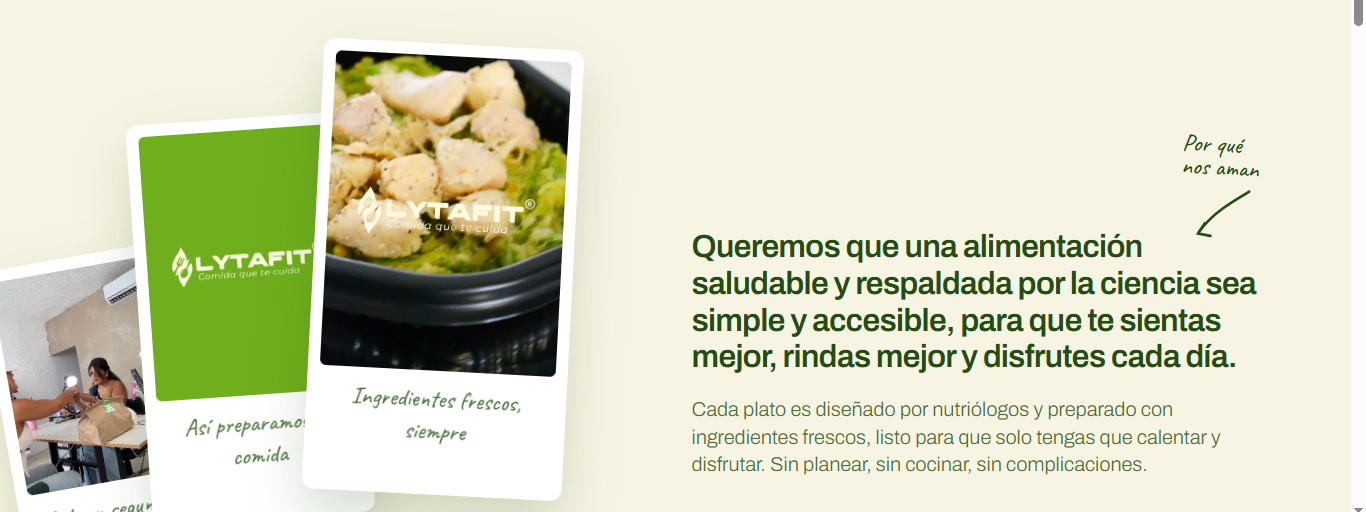 Por qué
nos aman
LYTAFIT®
Comida que te cuida
LYTAFIT
Comida que te cuida
Queremos que una alimentación
saludable y respaldada por la ciencia sea
simple y accesible, para que te sientas
mejor, rindas mejor y disfrutes cada día.
Ingredientes frescos,
siempre
Así preparamos
comida
Cada plato es diseñado por nutriólogos y preparado con
ingredientes frescos, listo para que solo tengas que calentar y
disfrutar. Sin planear, sin cocinar, sin complicaciones.